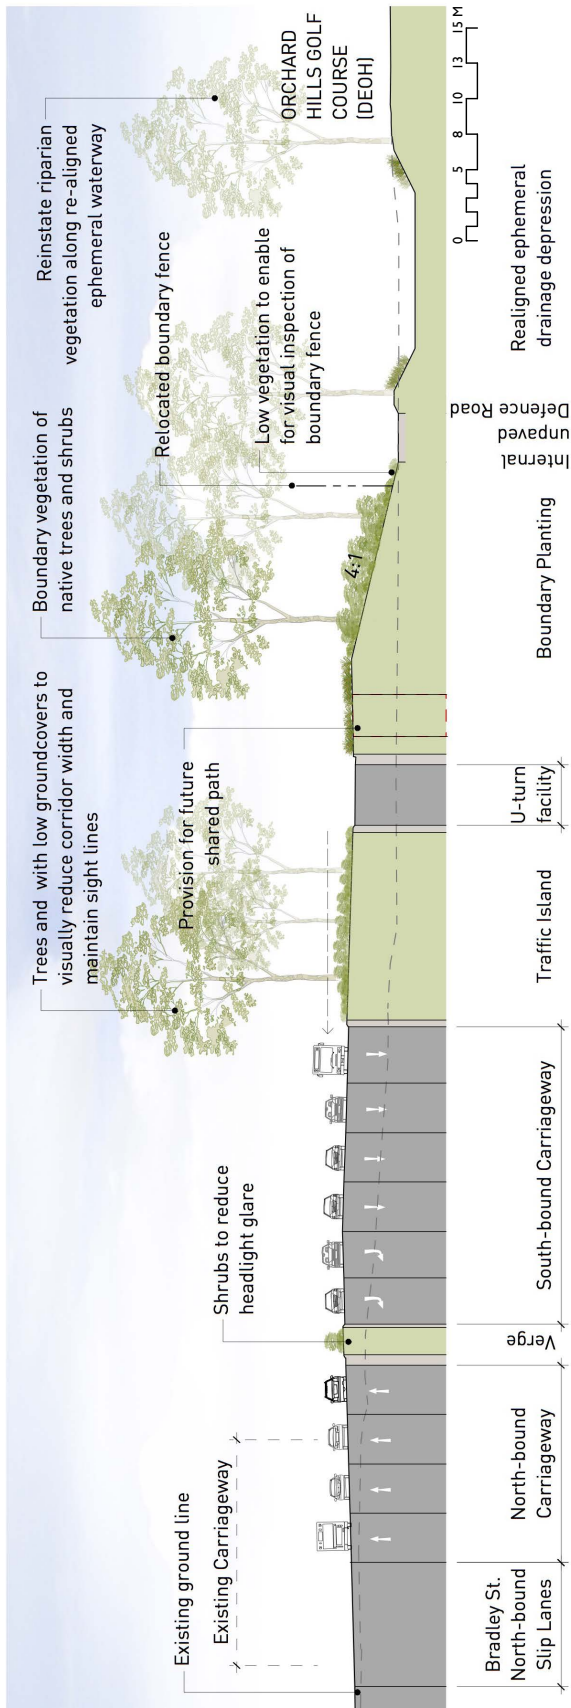 Existing ground line
Existing Carriageway
Shrubs to reduce
headlight glare
Trees and with low groundcovers to
visually reduce corridor width and
maintain sight lines
Provision for future
shared path
Boundary vegetation of
native trees and shrubs
Relocated boundary fence
Low vegetation to enable
for visual inspection of
boundary fence
Reinstate riparian
vegetation along re-aligned
ephemeral waterway
ORCHARD
HILLS GOLF
COURSE
(DEOH)
4:1
Bradley St.
North-bound
Slip Lanes
North-bound
Carriageway
Verge
South-bound Carriageway
Traffic Island
U-turn
facility
Boundary Planting
Internal
unpaved
Defence Road
Realigned ephemeral
drainage depression
0 5 8 10 13 15 M